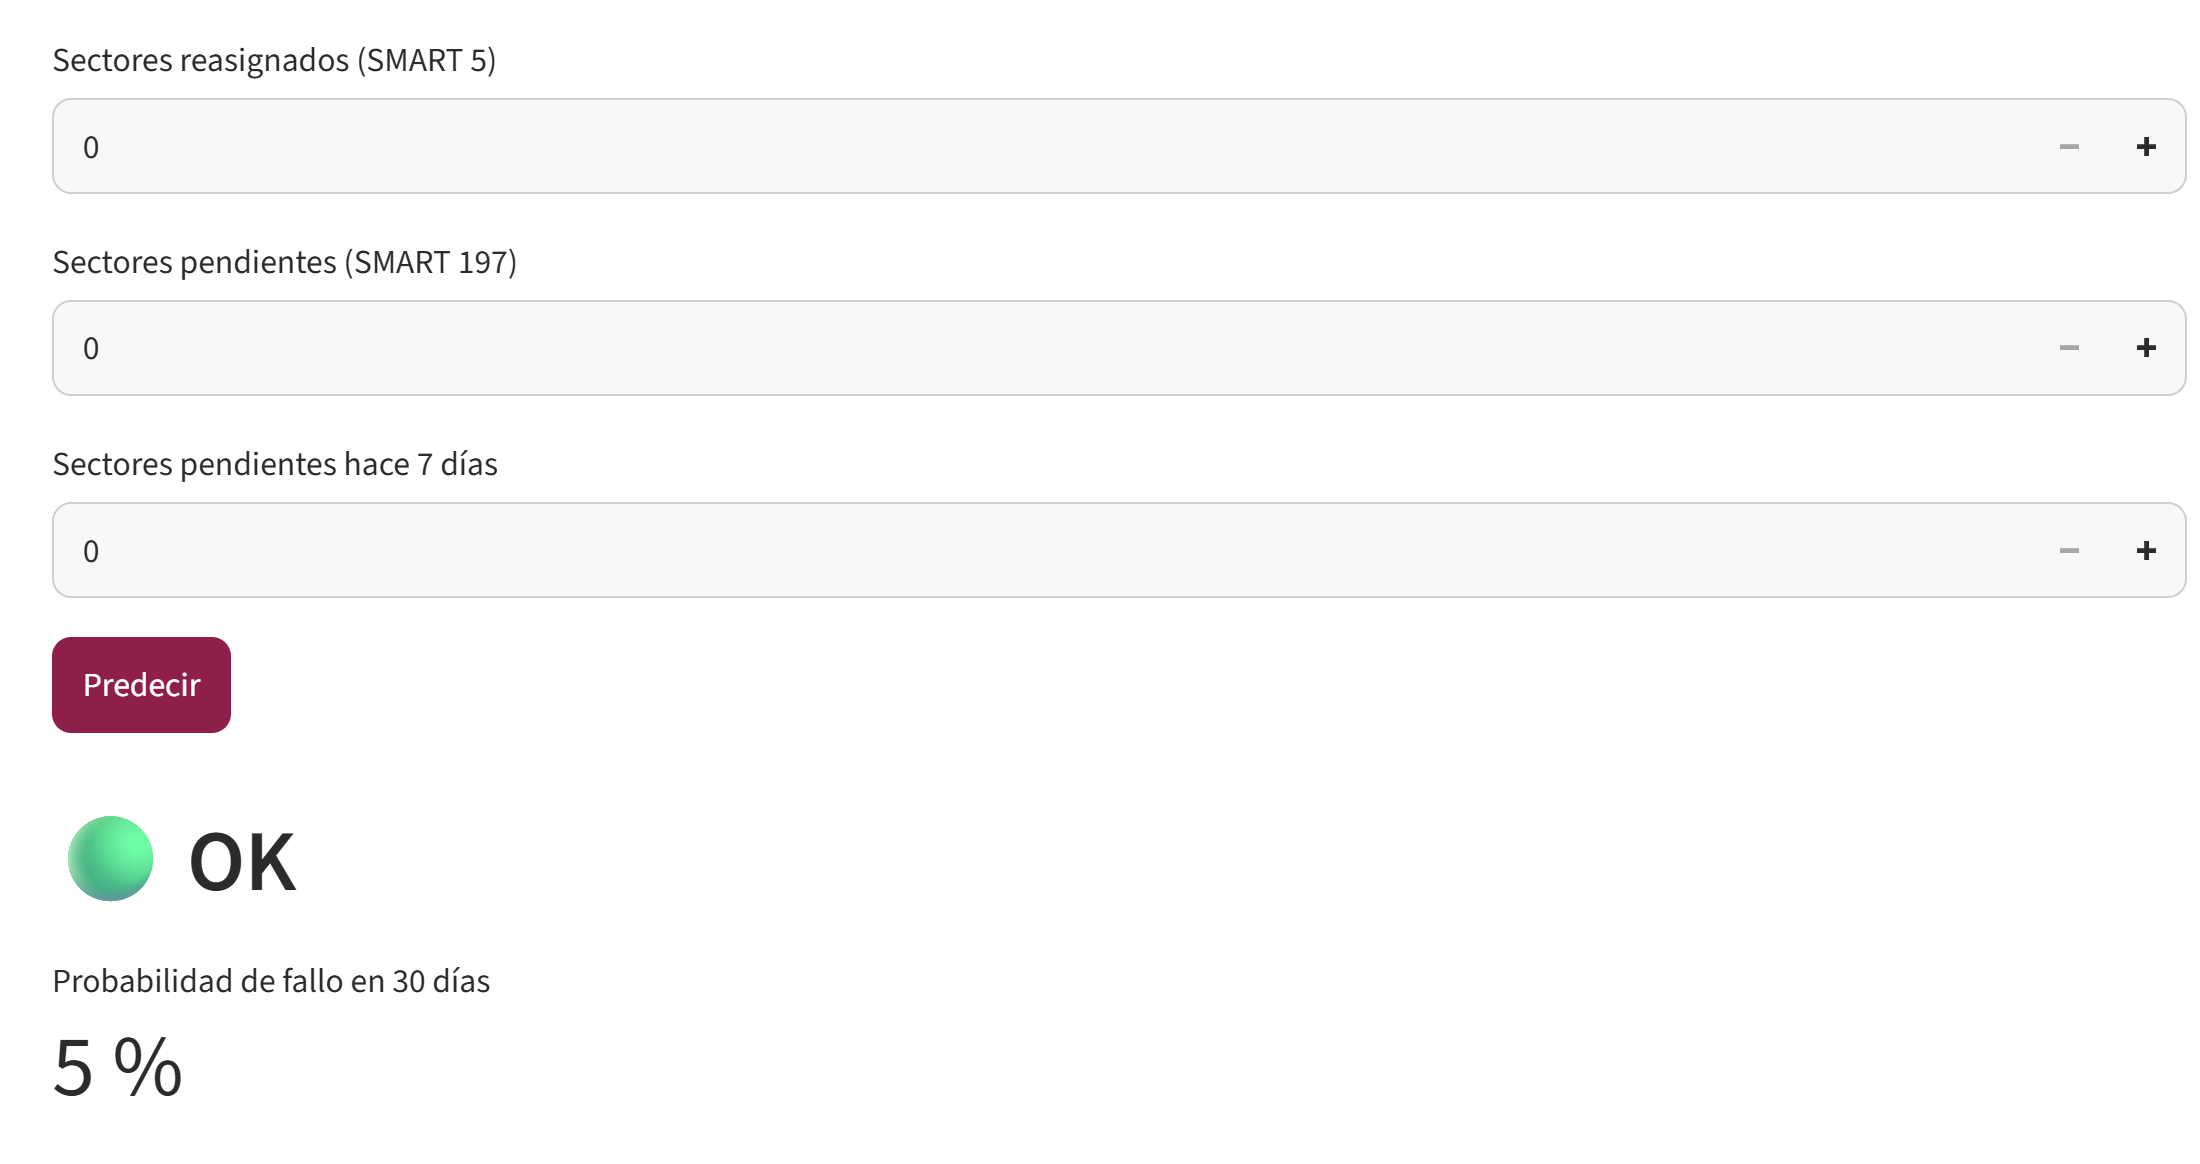 Sectores reasignados (SMART 5)
0
Sectores pendientes (SMART 197)
0
Sectores pendientes hace 7 días
0
Predecir
OK
Probabilidad de fallo en 30 días
5 %